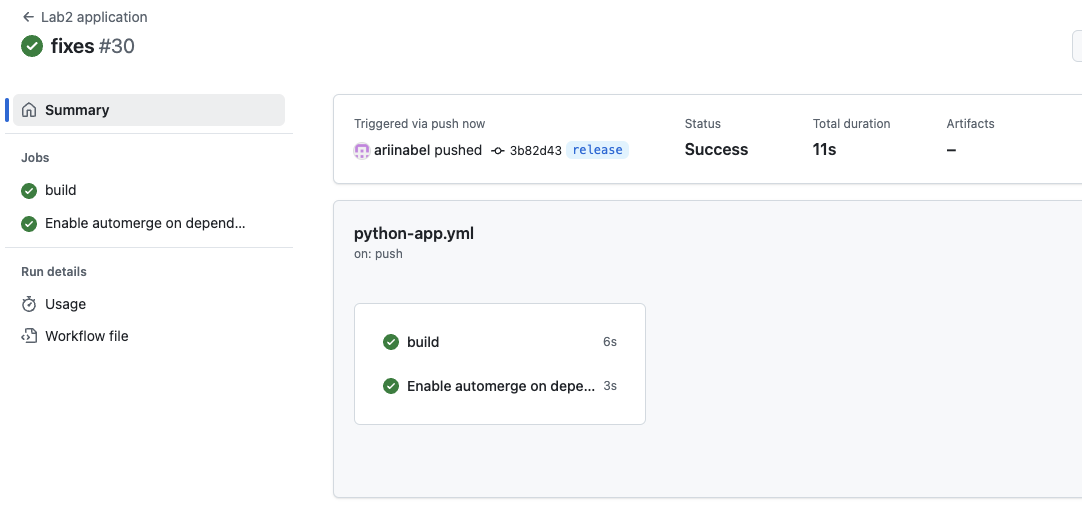 ← Lab2 application
fixes #30
Summary
Jobs
build
Enable automerge on depend...
Run details
Usage
Workflow file
Triggered via push now
ariinabel pushed 3b82d43 release
Status
Success
Total duration
11s
Artifacts
–
python-app.yml
on: push
build 6s
Enable automerge on depe... 3s